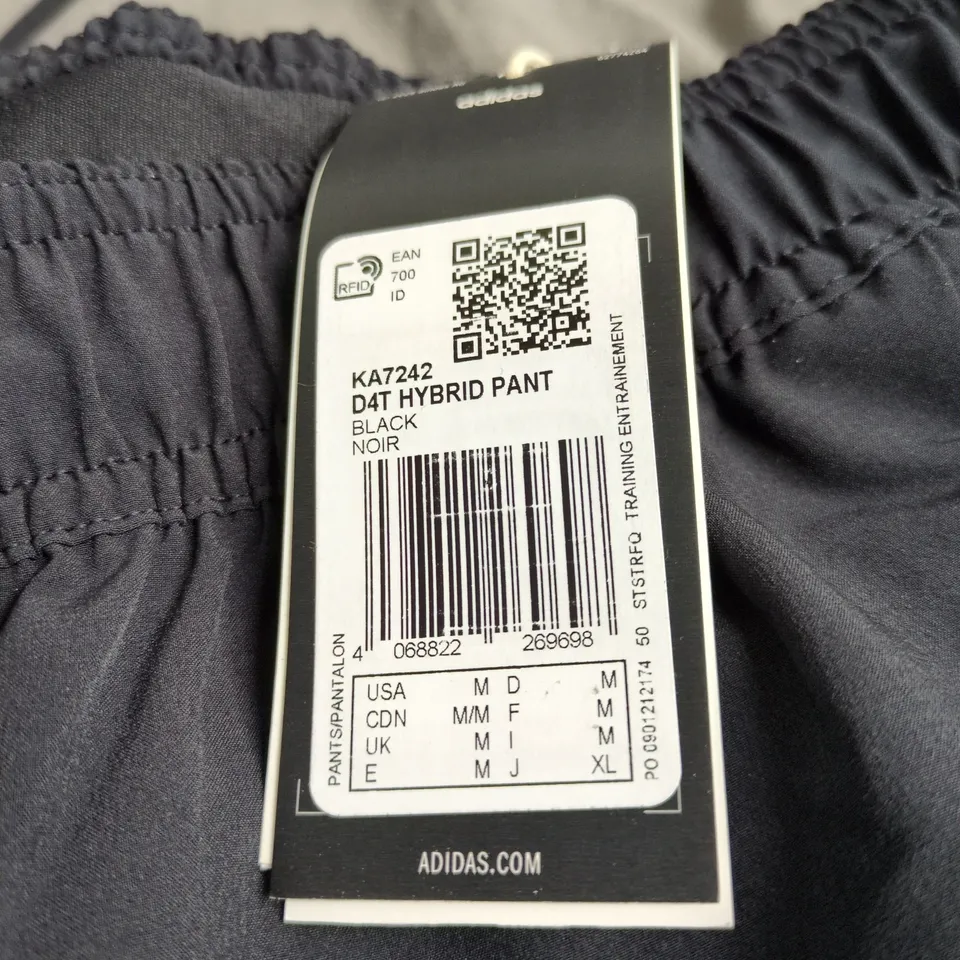 adidas
RFID
EAN
700
ID
KA7242
D4T HYBRID PANT
BLACK
NOIR
4 068822 269698
USA M D M
CDN M/M F M
UK M I M
E M J XL
PANTS/PANTALON
PO 0901212174 50 STSTRFQ TRAINING ENTRAINEMENT
ADIDAS.COM